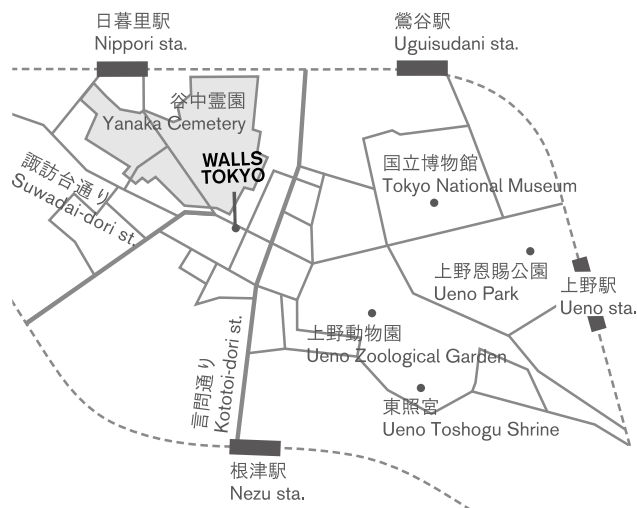 日暮里駅
Nippori sta.
鶯谷駅
Uguisudani sta.
谷中霊園
Yanaka Cemetery
WALLS
TOKYO
諏訪台通り
Suwadai-dori st.
国立博物館
Tokyo National Museum
上野恩賜公園
Ueno Park
上野駅
Ueno sta.
上野動物園
Ueno Zoological Garden
言問通り
Kototoi-dori st.
東照宮
Ueno Toshogu Shrine
根津駅
Nezu sta.